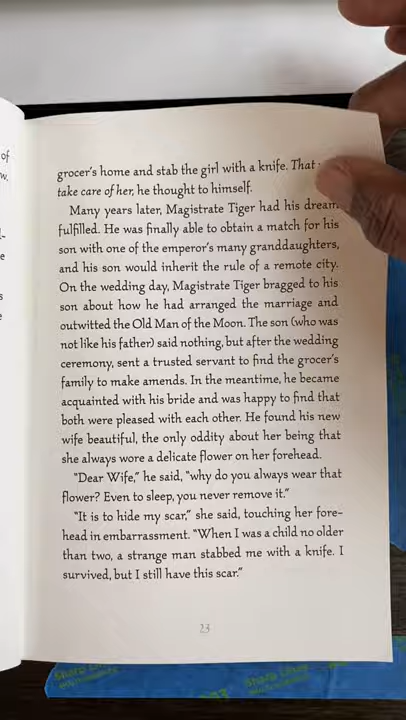 of
w.
e
s
e
grocer's home and stab the girl with a knife. That
take care of her, he thought to himself.
Many years later, Magistrate Tiger had his dream
fulfilled. He was finally able to obtain a match for his
son with one of the emperor's many granddaughters,
and his son would inherit the rule of a remote city.
On the wedding day, Magistrate Tiger bragged to his
son about how he had arranged the marriage and
outwitted the Old Man of the Moon. The son (who was
not like his father) said nothing, but after the wedding
ceremony, sent a trusted servant to find the grocer's
family to make amends. In the meantime, he became
acquainted with his bride and was happy to find that
both were pleased with each other. He found his new
wife beautiful, the only oddity about her being that
she always wore a delicate flower on her forehead.
"Dear Wife," he said, "why do you always wear that
flower? Even to sleep, you never remove it."
"It is to hide my scar," she said, touching her fore-
head in embarrassment. "When I was a child no older
than two, a strange man stabbed me with a knife. I
survived, but I still have this scar."
23
Sharp Lines
Sharp Lines